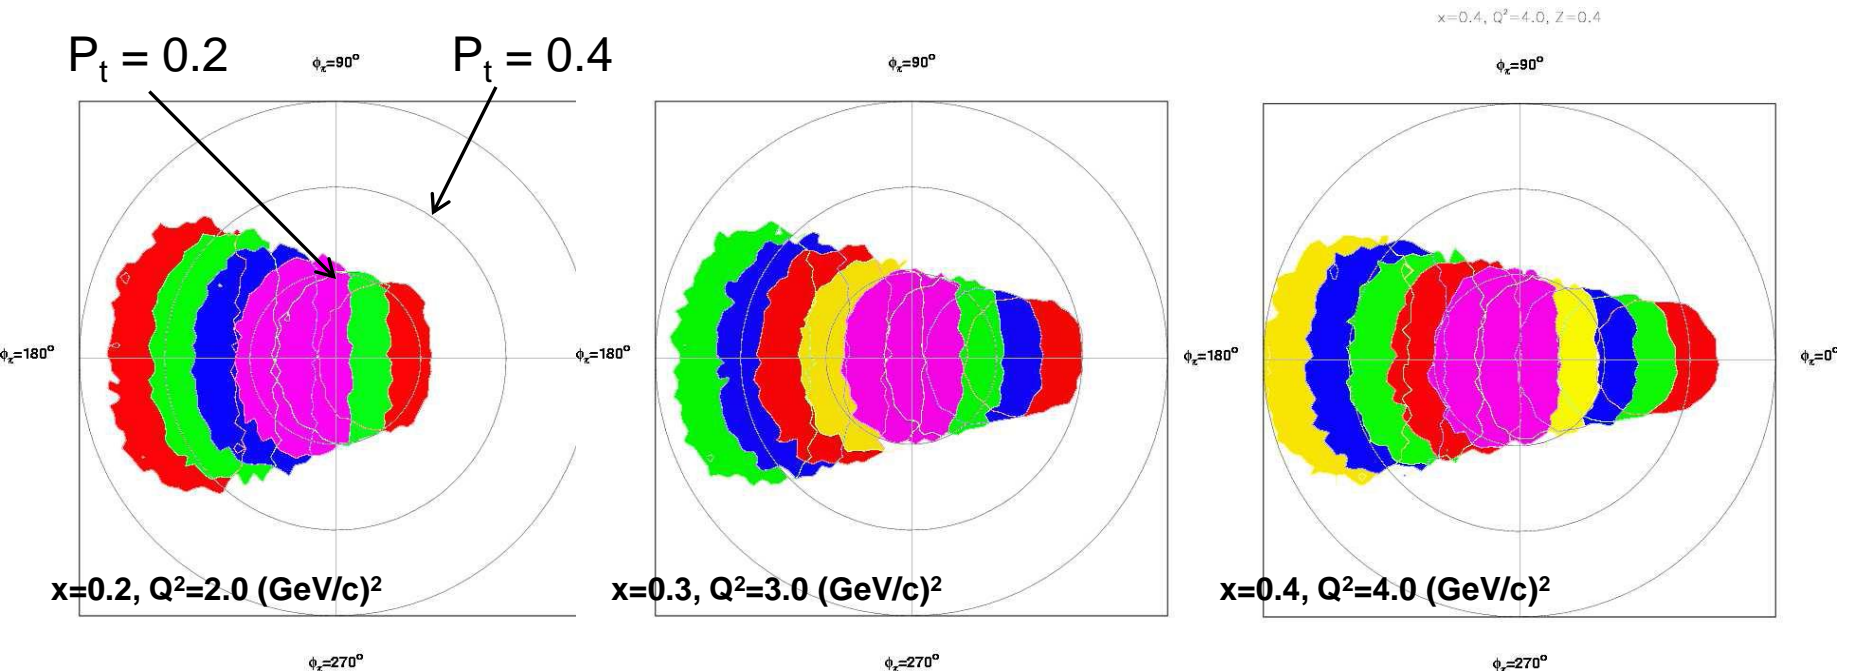 x=0.4, Q²=4.0, Z=0.4
Pt = 0.2
Pt = 0.4
ϕπ=90°
ϕπ=90°
ϕπ=90°
ϕπ=180°
ϕπ=180°
ϕπ=180°
ϕπ=0°
x=0.2, Q²=2.0 (GeV/c)²
x=0.3, Q²=3.0 (GeV/c)²
x=0.4, Q²=4.0 (GeV/c)²
ϕπ=270°
ϕπ=270°
ϕπ=270°